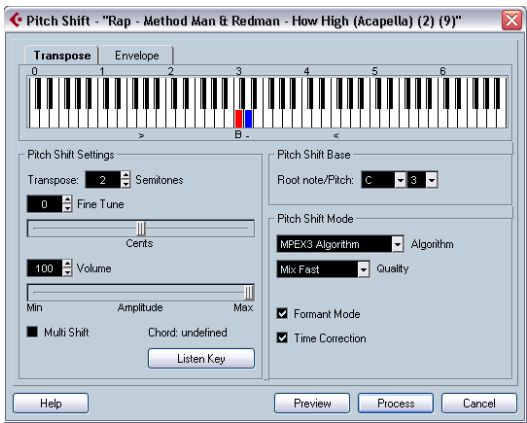 Pitch Shift - "Rap - Method Man & Redman - How High (Acapella) (2) (9)"
Transpose Envelope
0 1 2 3 4 5 6
> B - <
Pitch Shift Settings
Transpose: 2 Semitones
0 Fine Tune
Cents
100 Volume
Min Amplitude Max
Multi Shift Chord: undefined
Listen Key
Pitch Shift Base
Root note/Pitch: C 3
Pitch Shift Mode
MPEX3 Algorithm Algorithm
Mix Fast Quality
Formant Mode
Time Correction
Help Preview Process Cancel